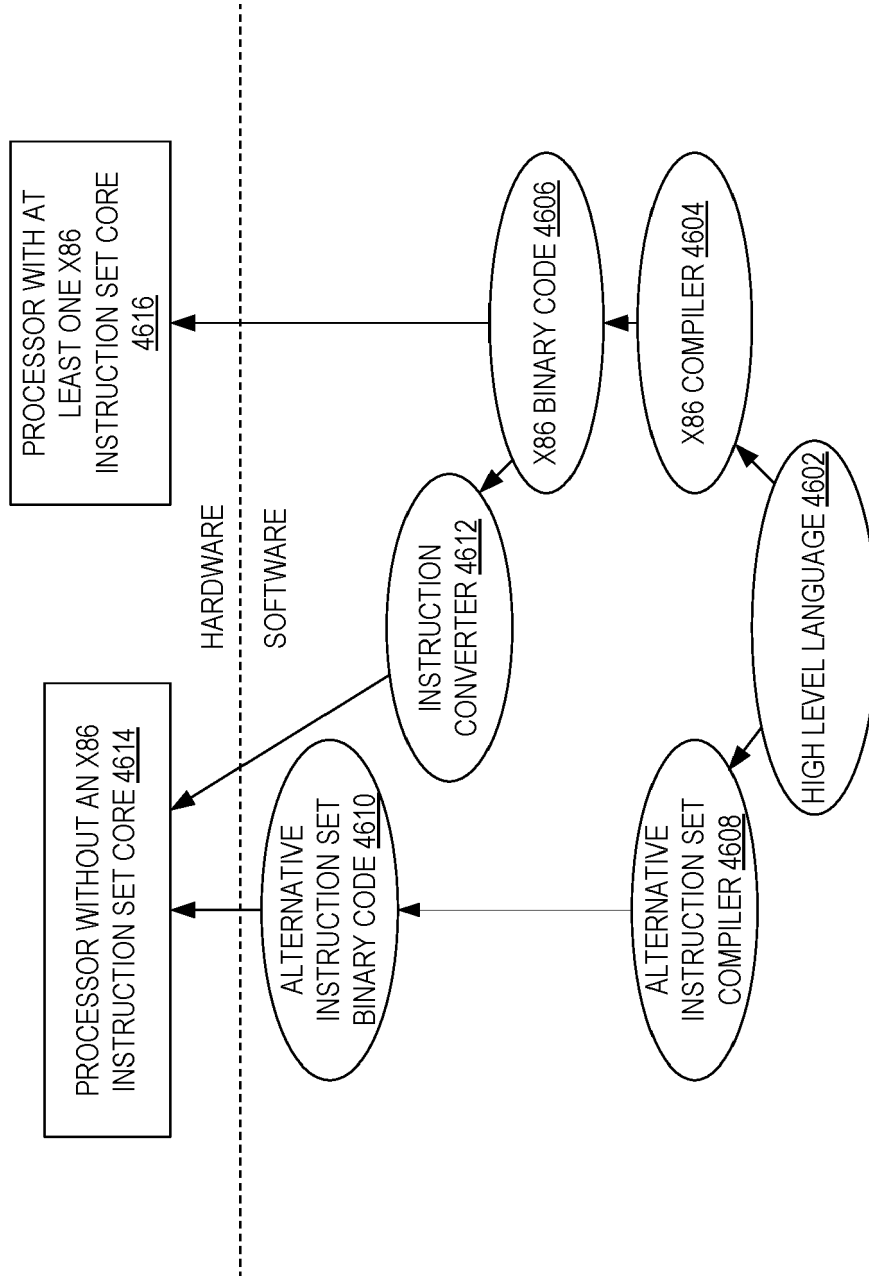 PROCESSOR WITHOUT AN X86
INSTRUCTION SET CORE 4614
PROCESSOR WITH AT
LEAST ONE X86
INSTRUCTION SET CORE
4616
HARDWARE
SOFTWARE
ALTERNATIVE
INSTRUCTION SET
BINARY CODE 4610
INSTRUCTION
CONVERTER 4612
X86 BINARY CODE 4606
ALTERNATIVE
INSTRUCTION SET
COMPILER 4608
X86 COMPILER 4604
HIGH LEVEL LANGUAGE 4602